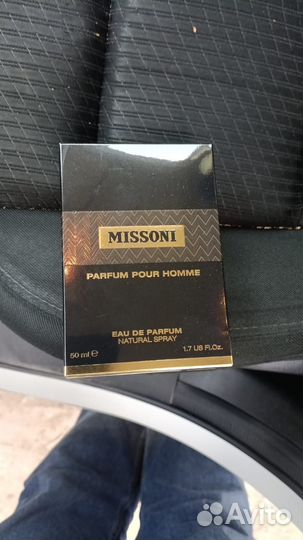 MISSONI
PARFUM POUR HOMME
EAU DE PARFUM
NATURAL SPRAY
50 ml e 1.7 US Fl.Oz.
Avito